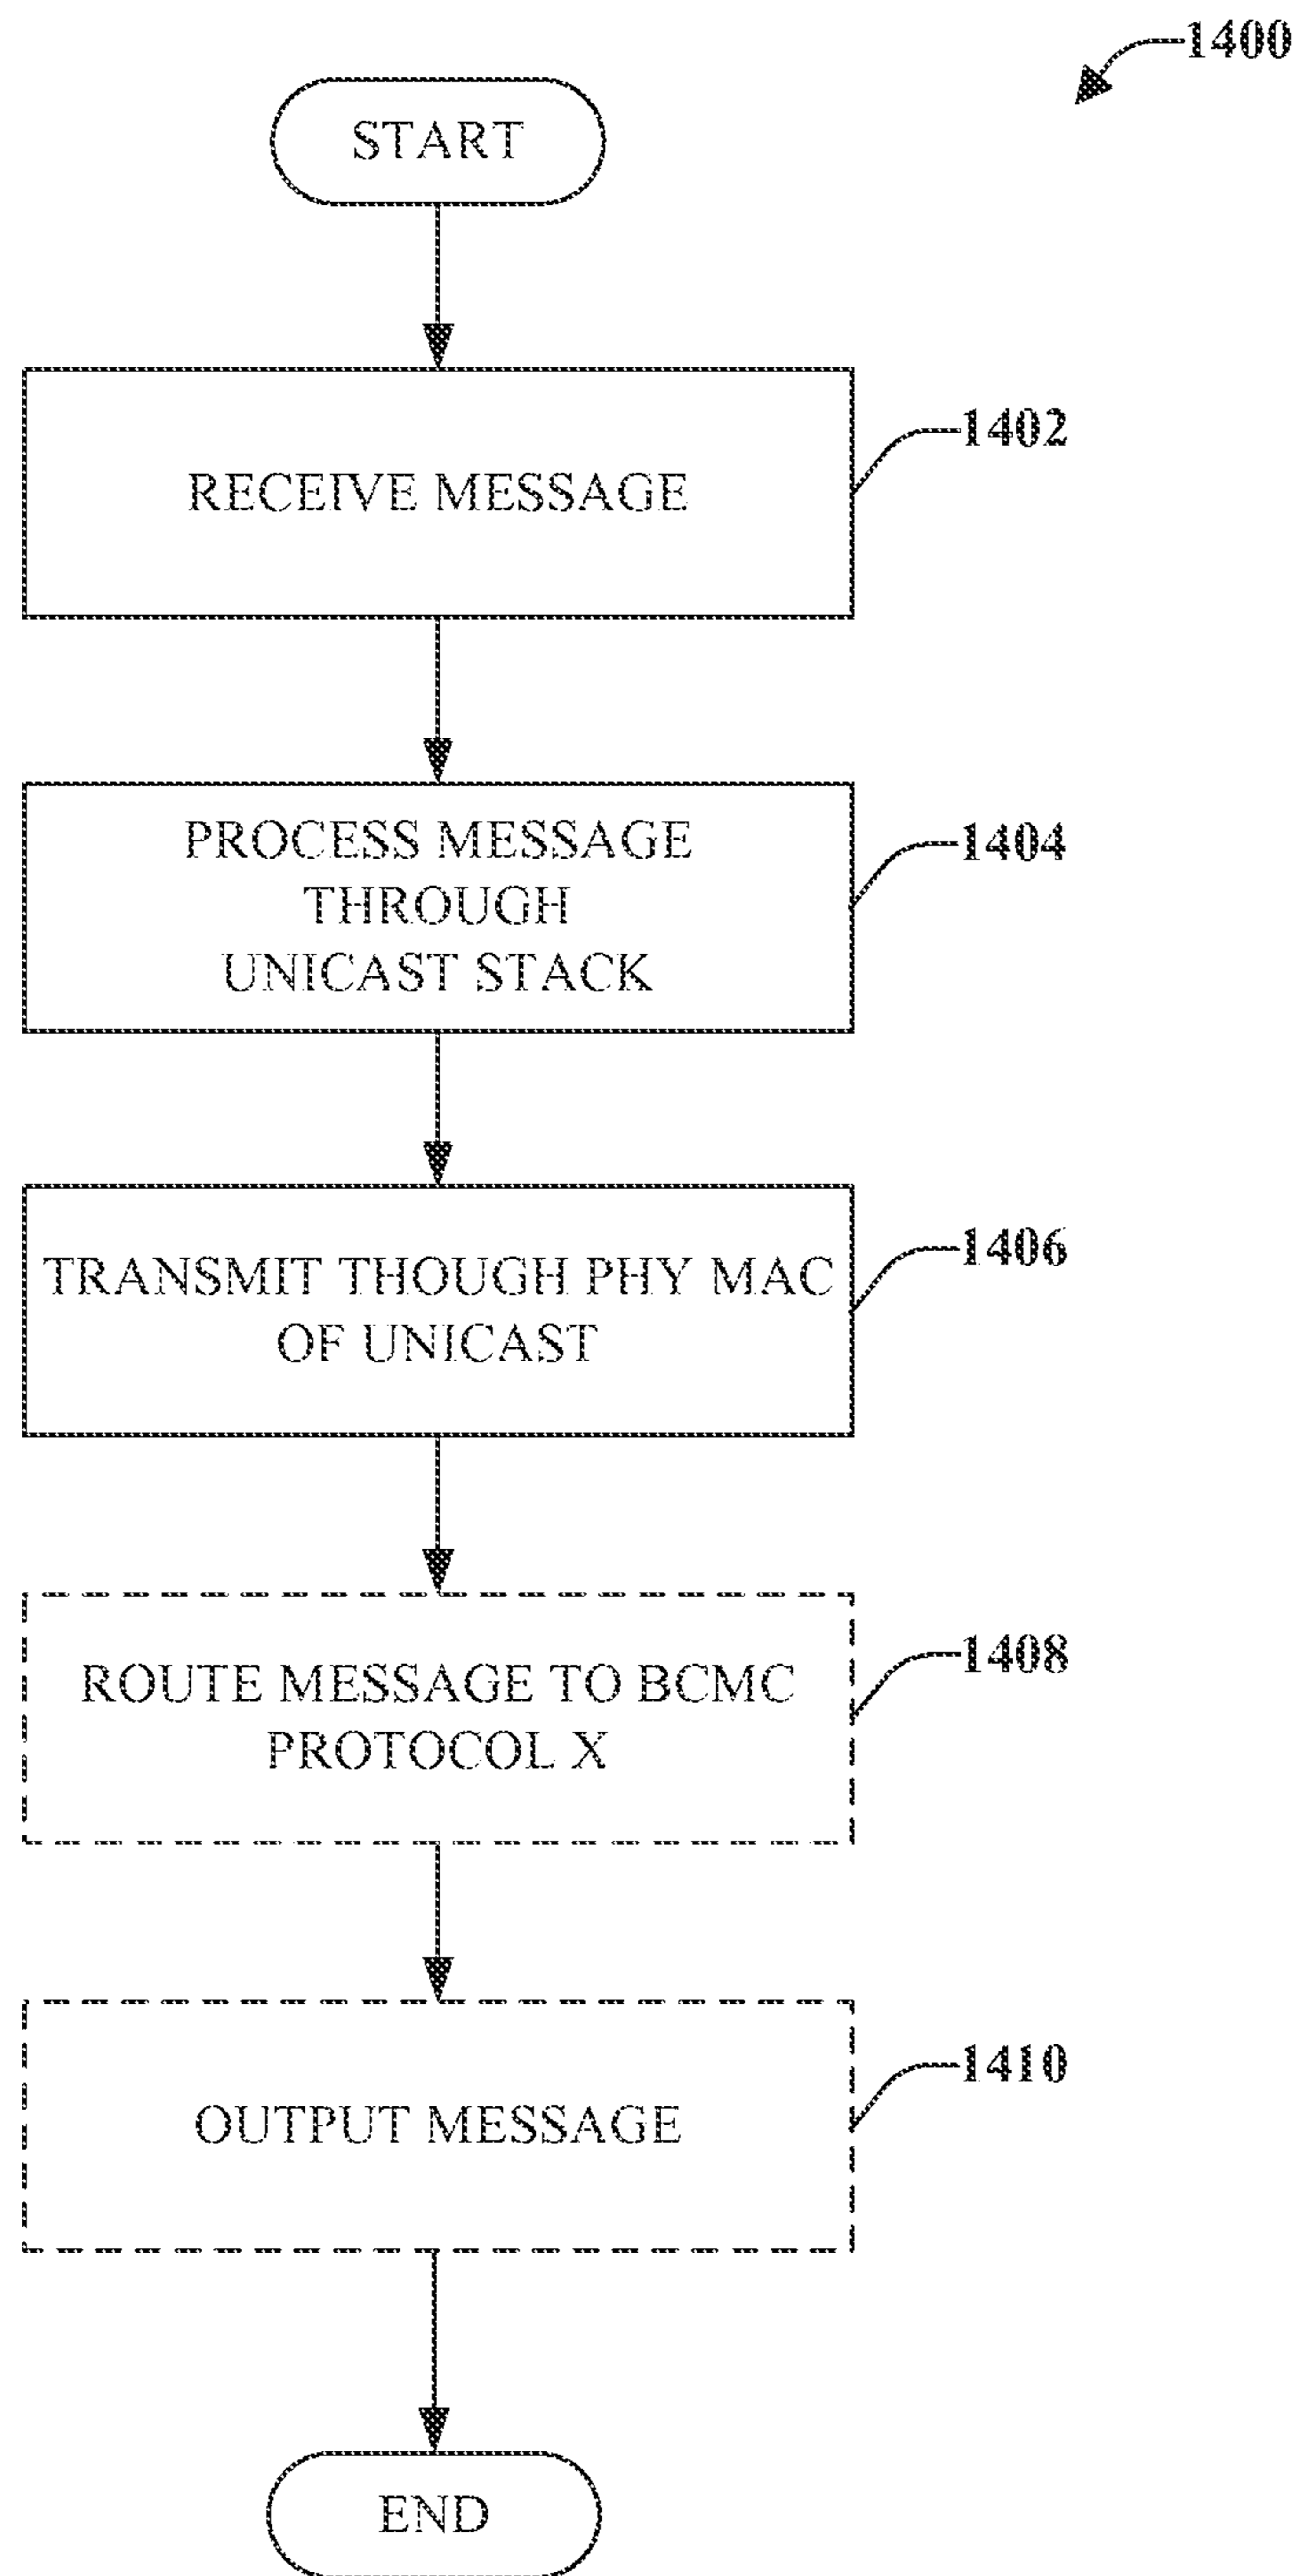 1400
START
RECEIVE MESSAGE
1402
PROCESS MESSAGE
THROUGH
UNICAST STACK
1404
TRANSMIT THOUGH PHY MAC
OF UNICAST
1406
ROUTE MESSAGE TO BCMC
PROTOCOL X
1408
OUTPUT MESSAGE
1410
END